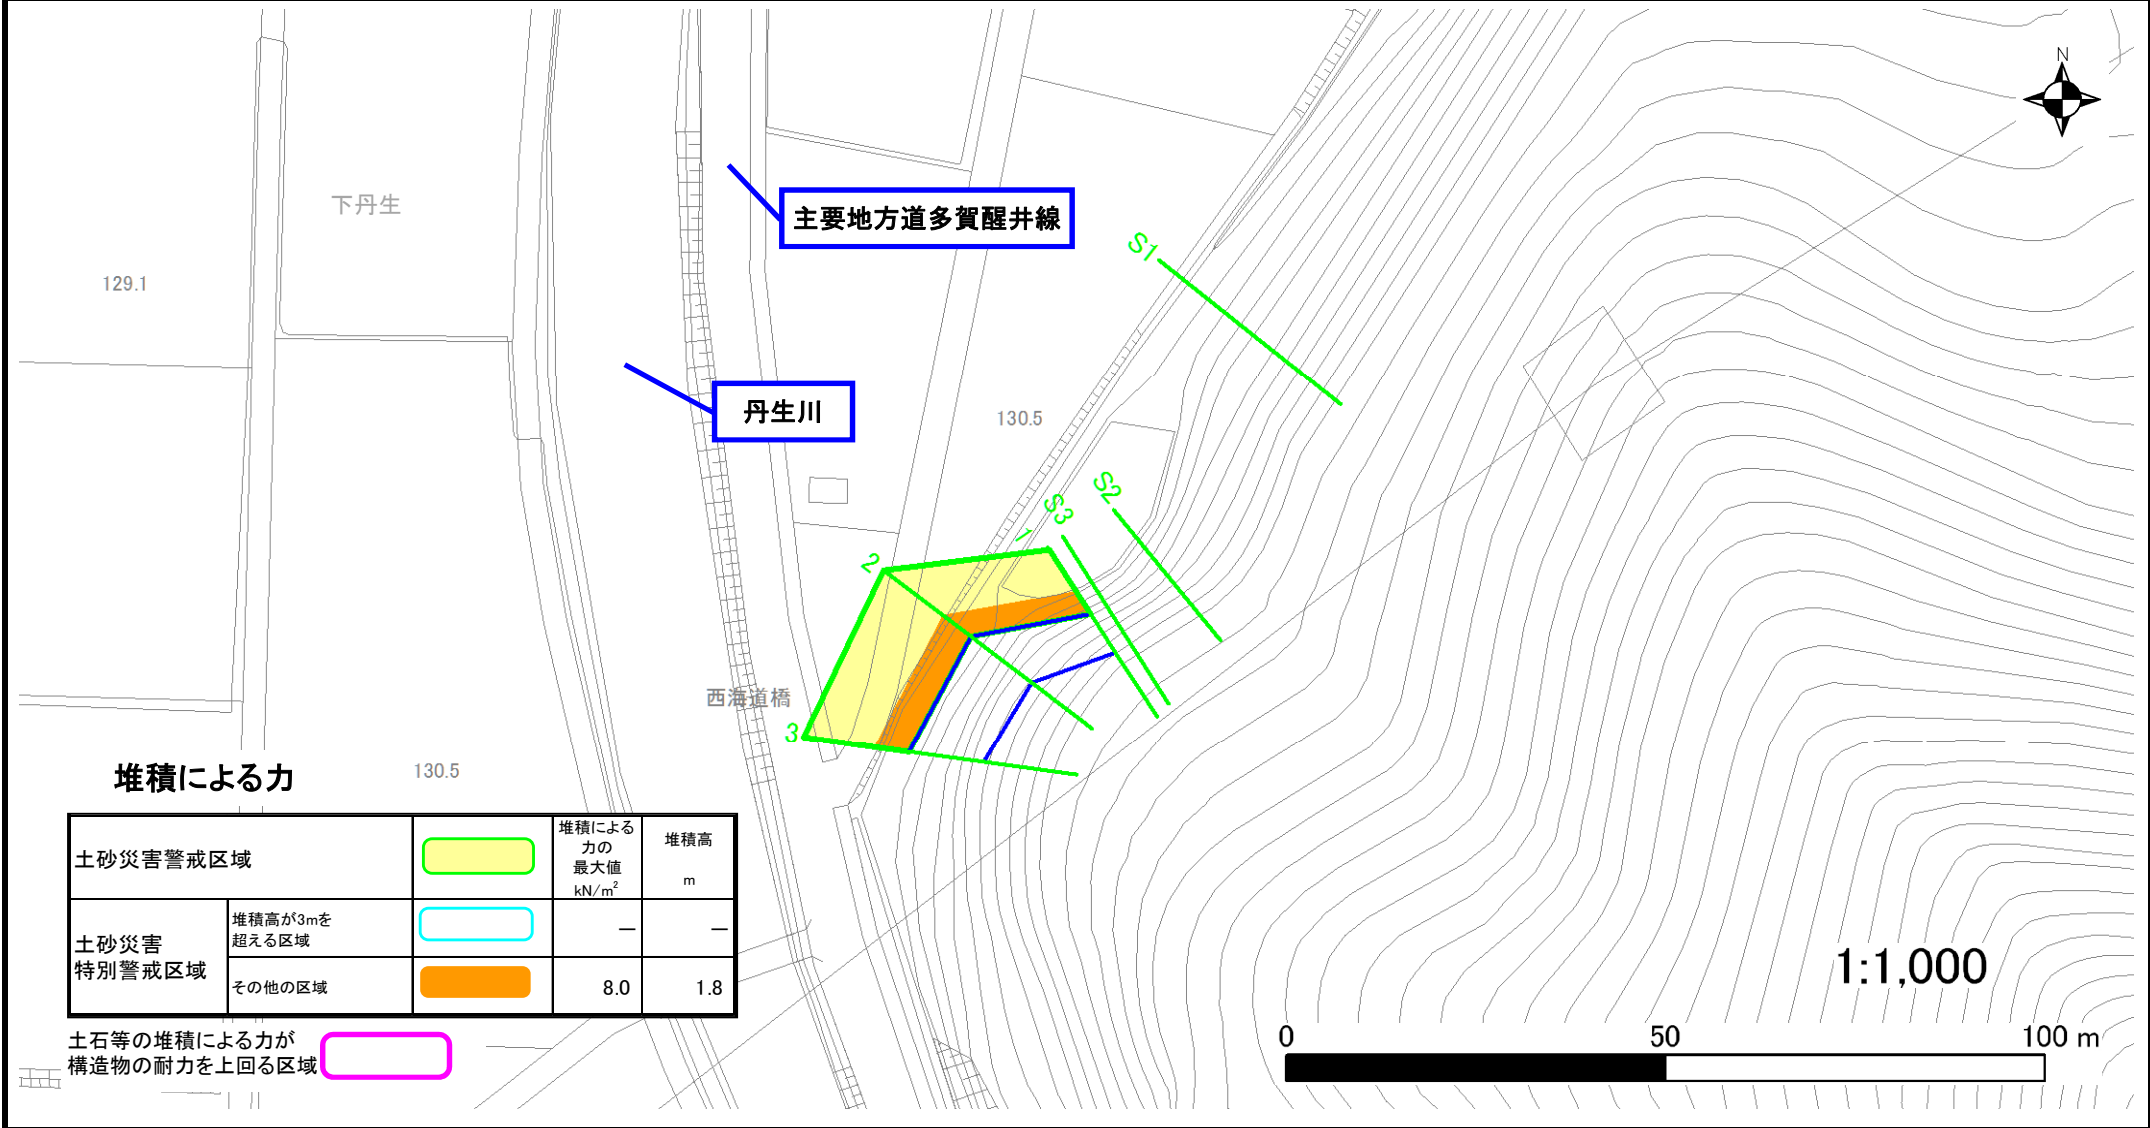 N
下丹生
主要地方道多賀醒井線
S1
129.1
丹生川
130.5
S2
S3
1
2
西海道橋
3
堆積による力
130.5
堆積による
力の
最大値
kN/m²
堆積高
m
土砂災害警戒区域
土砂災害
特別警戒区域
堆積高が3mを
超える区域
—
—
その他の区域
8.0
1.8
土石等の堆積による力が
構造物の耐力を上回る区域
1:1,000
0
50
100 m